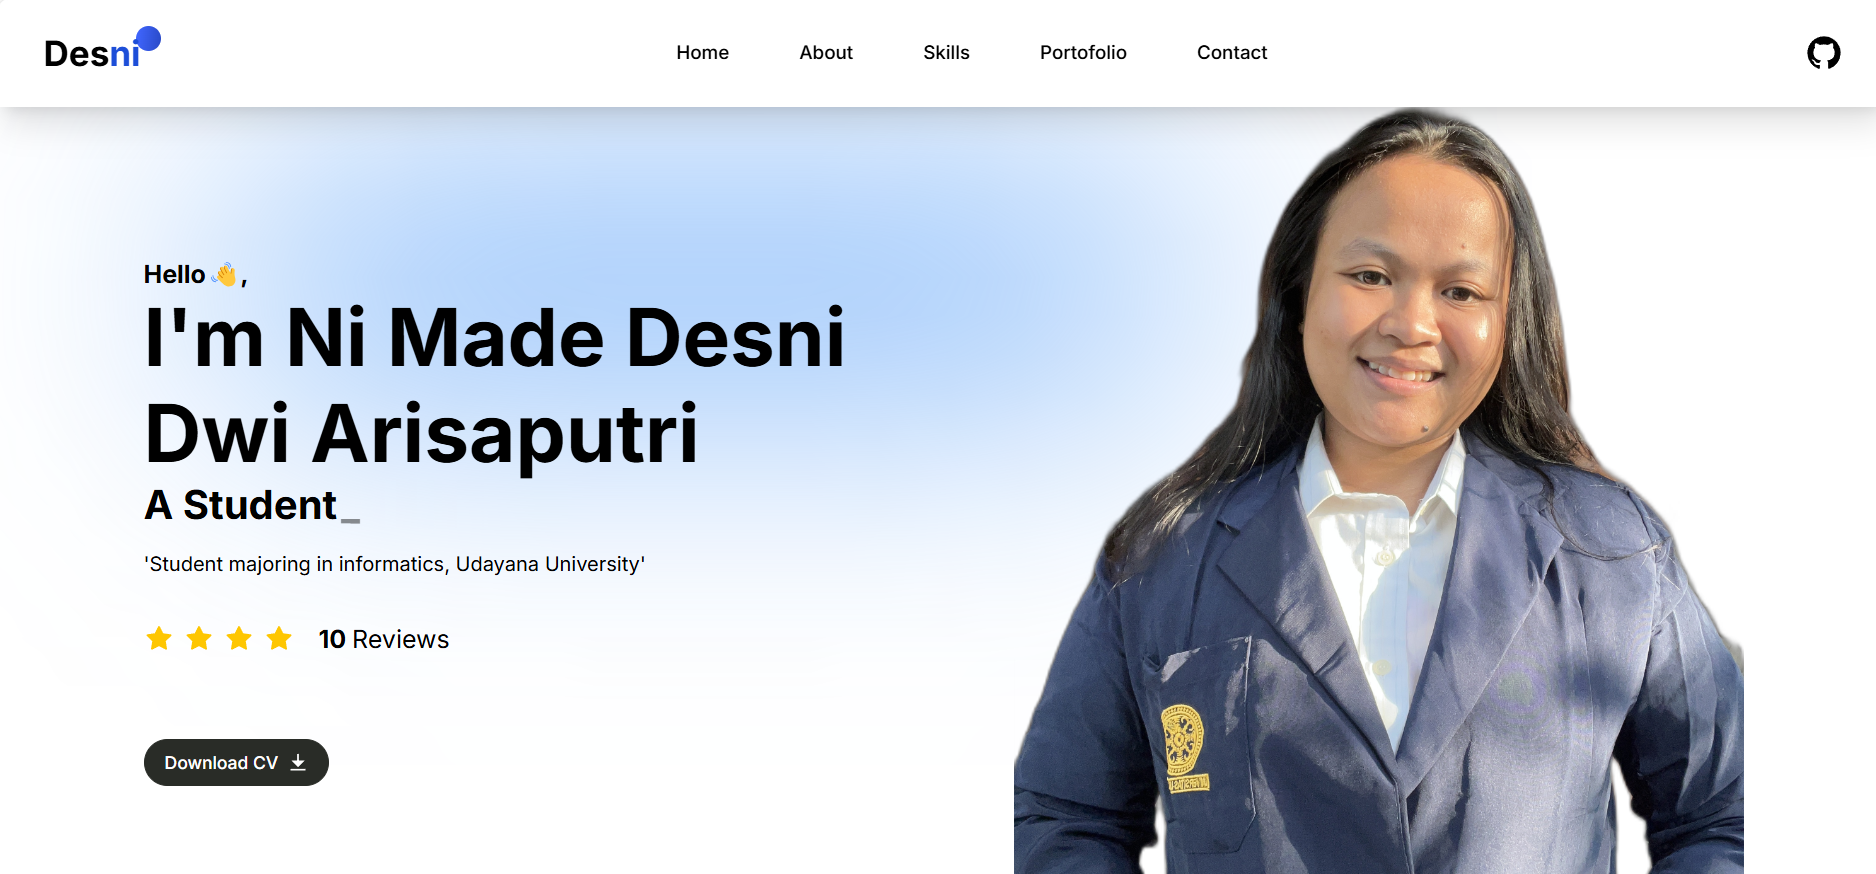 Desni
Home About Skills Portofolio Contact
Hello 👋,
I'm Ni Made Desni
Dwi Arisaputri
A Student_
'Student majoring in informatics, Udayana University'
10 Reviews
Download CV